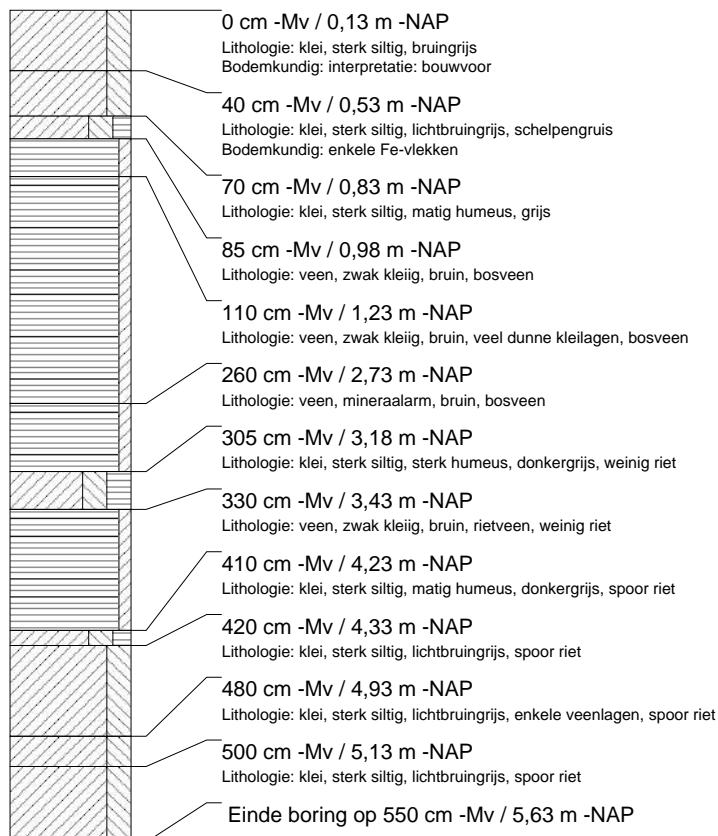 0 cm -Mv / 0,13 m -NAP
Lithologie: klei, sterk siltig, bruingrijs
Bodemkundig: interpretatie: bouwvoor
40 cm -Mv / 0,53 m -NAP
Lithologie: klei, sterk siltig, lichtbruingrijs, schelpengruis
Bodemkundig: enkele Fe-vlekken
70 cm -Mv / 0,83 m -NAP
Lithologie: klei, sterk siltig, matig humeus, grijs
85 cm -Mv / 0,98 m -NAP
Lithologie: veen, zwak kleiig, bruin, bosveen
110 cm -Mv / 1,23 m -NAP
Lithologie: veen, zwak kleiig, bruin, veel dunne kleilagen, bosveen
260 cm -Mv / 2,73 m -NAP
Lithologie: veen, mineraalarm, bruin, bosveen
305 cm -Mv / 3,18 m -NAP
Lithologie: klei, sterk siltig, sterk humeus, donkergrijs, weinig riet
330 cm -Mv / 3,43 m -NAP
Lithologie: veen, zwak kleiig, bruin, rietveen, weinig riet
410 cm -Mv / 4,23 m -NAP
Lithologie: klei, sterk siltig, matig humeus, donkergrijs, spoor riet
420 cm -Mv / 4,33 m -NAP
Lithologie: klei, sterk siltig, lichtbruingrijs, spoor riet
480 cm -Mv / 4,93 m -NAP
Lithologie: klei, sterk siltig, lichtbruingrijs, enkele veenlagen, spoor riet
500 cm -Mv / 5,13 m -NAP
Lithologie: klei, sterk siltig, lichtbruingrijs, spoor riet
Einde boring op 550 cm -Mv / 5,63 m -NAP